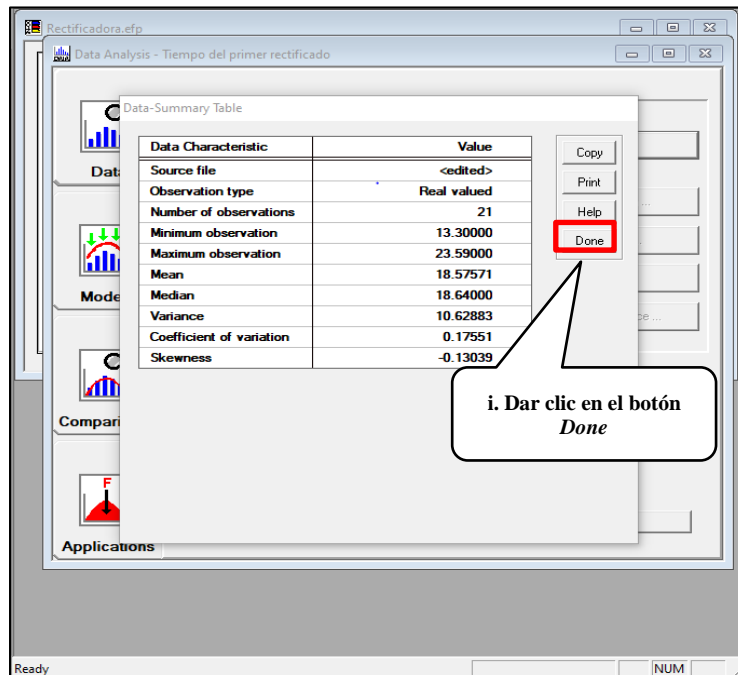 Rectificadora.efp
Data Analysis - Tiempo del primer rectificado
Data-Summary Table
Data Characteristic Value
Source file <edited>
Observation type Real valued
Number of observations 21
Minimum observation 13.30000
Maximum observation 23.59000
Mean 18.57571
Median 18.64000
Variance 10.62883
Coefficient of variation 0.17551
Skewness -0.13039
Copy
Print
Help
Done
Dat
Mode
Compari
F
Applications
...
ce ...
i. Dar clic en el botón
Done
Ready
NUM